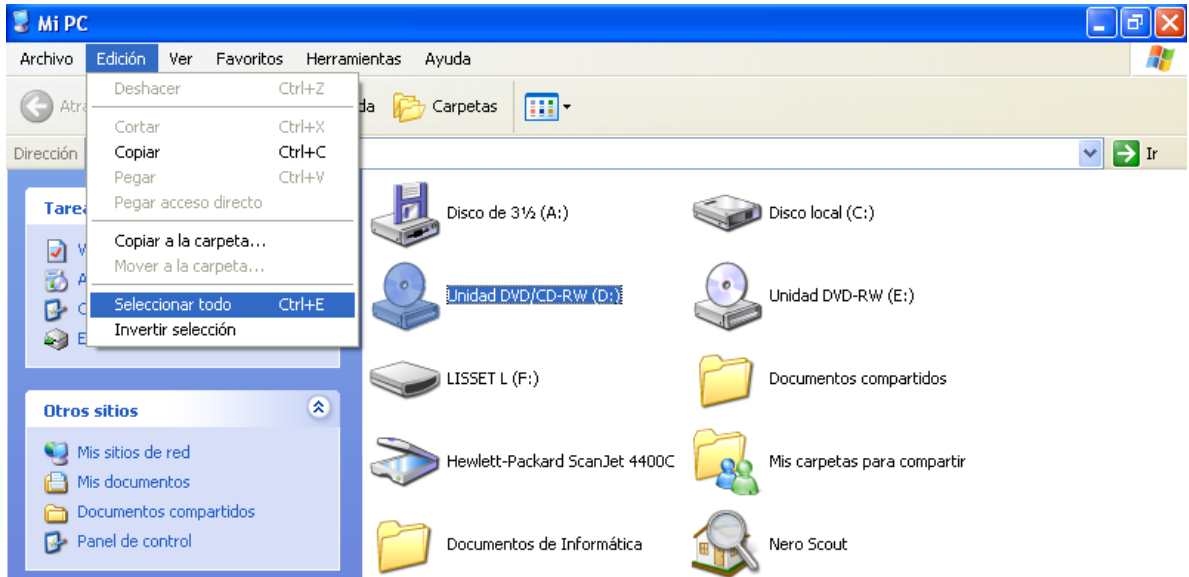 Mi PC
Archivo Edición Ver Favoritos Herramientas Ayuda
Carpetas
Dirección
Ir
Deshacer Ctrl+Z
Cortar Ctrl+X
Copiar Ctrl+C
Pegar Ctrl+V
Pegar acceso directo
Copiar a la carpeta...
Mover a la carpeta...
Seleccionar todo Ctrl+E
Invertir selección
Otros sitios
Mis sitios de red
Mis documentos
Documentos compartidos
Panel de control
Disco de 3½ (A:)
Disco local (C:)
Unidad DVD/CD-RW (D:)
Unidad DVD-RW (E:)
LISSET L (F:)
Documentos compartidos
Hewlett-Packard ScanJet 4400C
Mis carpetas para compartir
Documentos de Informática
Nero Scout